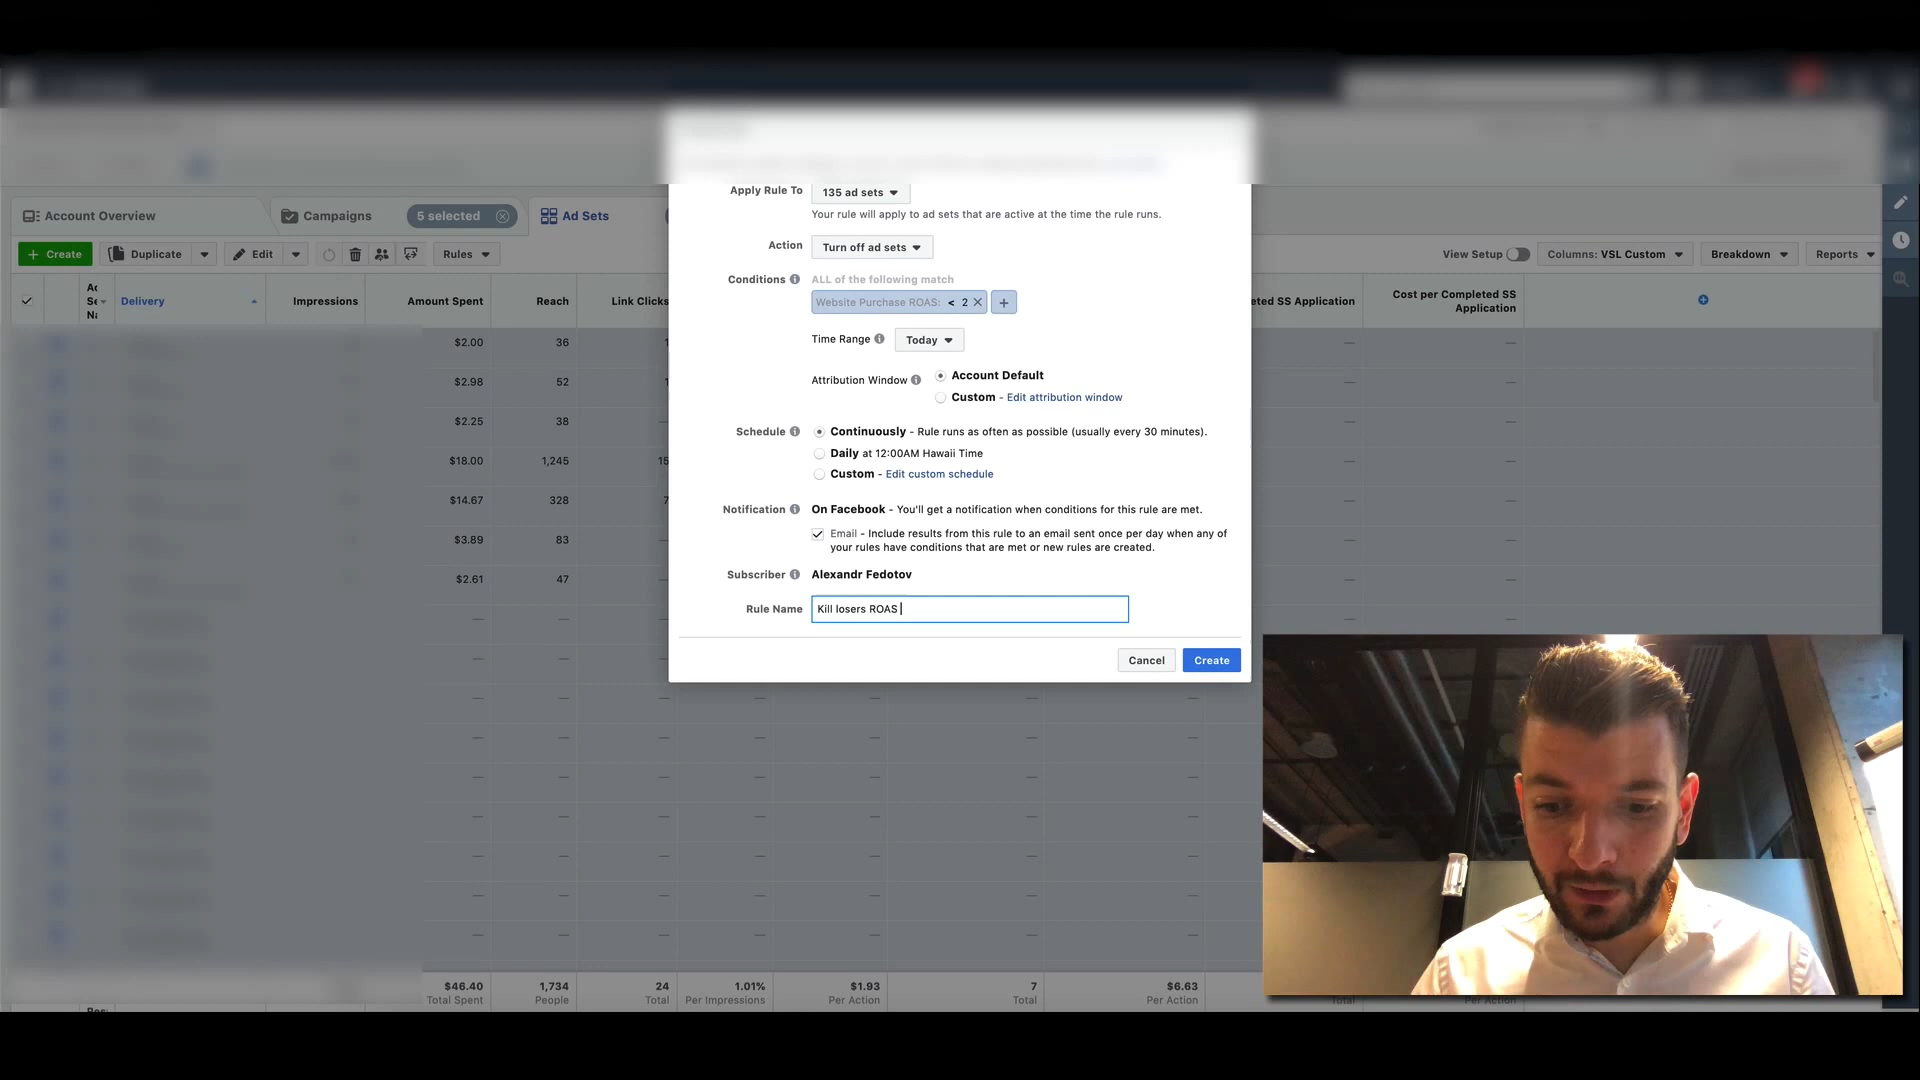 Apply Rule To 135 ad sets
Your rule will apply to ad sets that are active at the time the rule runs.
Account Overview Campaigns 5 selected Ad Sets
Action Turn off ad sets
Create Duplicate Edit Rules View Setup Columns: VSL Custom Breakdown Reports
Conditions ALL of the following match
Website Purchase ROAS: < 2 +
Ac
Se
Na
Delivery Impressions Amount Spent Reach Link Clicks eted SS Application Cost per Completed SS
Application
Time Range Today
Attribution Window Account Default
Custom - Edit attribution window
Schedule Continuously - Rule runs as often as possible (usually every 30 minutes).
Daily at 12:00AM Hawaii Time
Custom - Edit custom schedule
Notification On Facebook - You'll get a notification when conditions for this rule are met.
Email - Include results from this rule to an email sent once per day when any of
your rules have conditions that are met or new rules are created.
Subscriber Alexandr Fedotov
Rule Name Kill losers ROAS
Cancel Create
$2.00 36 1
$2.98 52 1
$2.25 38 —
$18.00 1,245 15
$14.67 328 7
$3.89 83 —
$2.61 47 —
$46.40 1,734 24 1.01% $1.93 7 $6.63
Total Spent People Total Per Impressions Per Action Total Per Action Total Per Action